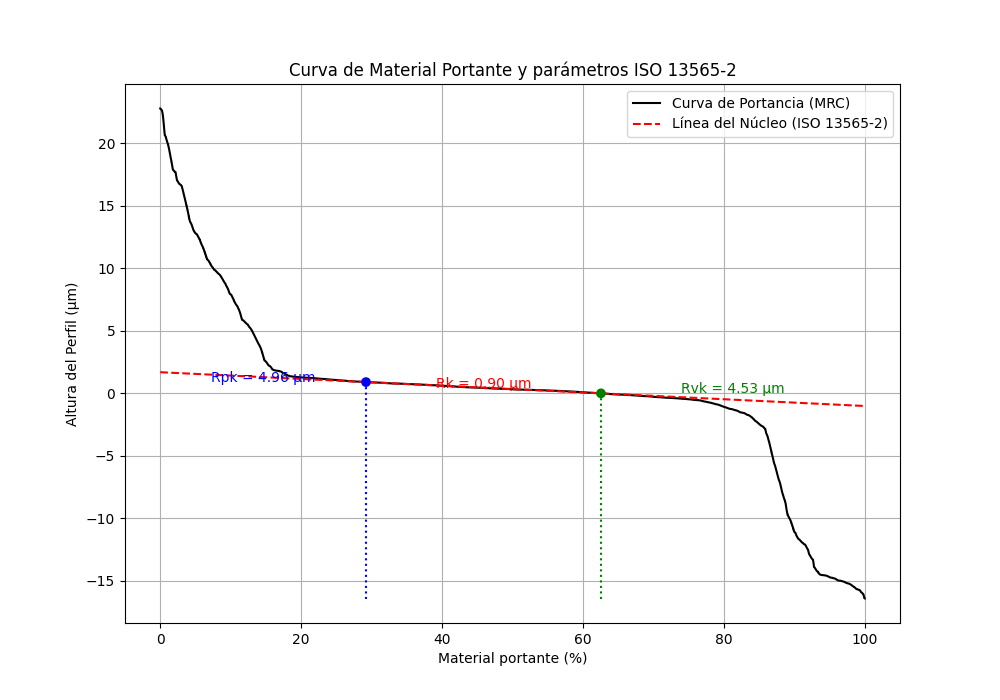 Curva de Material Portante y parámetros ISO 13565-2
Curva de Portancia (MRC)
Línea del Núcleo (ISO 13565-2)
Altura del Perfil (µm)
20
15
10
5
0
−5
−10
−15
Rpk = 4.96 µm
Rk = 0.90 µm
Rvk = 4.53 µm
0
20
40
60
80
100
Material portante (%)